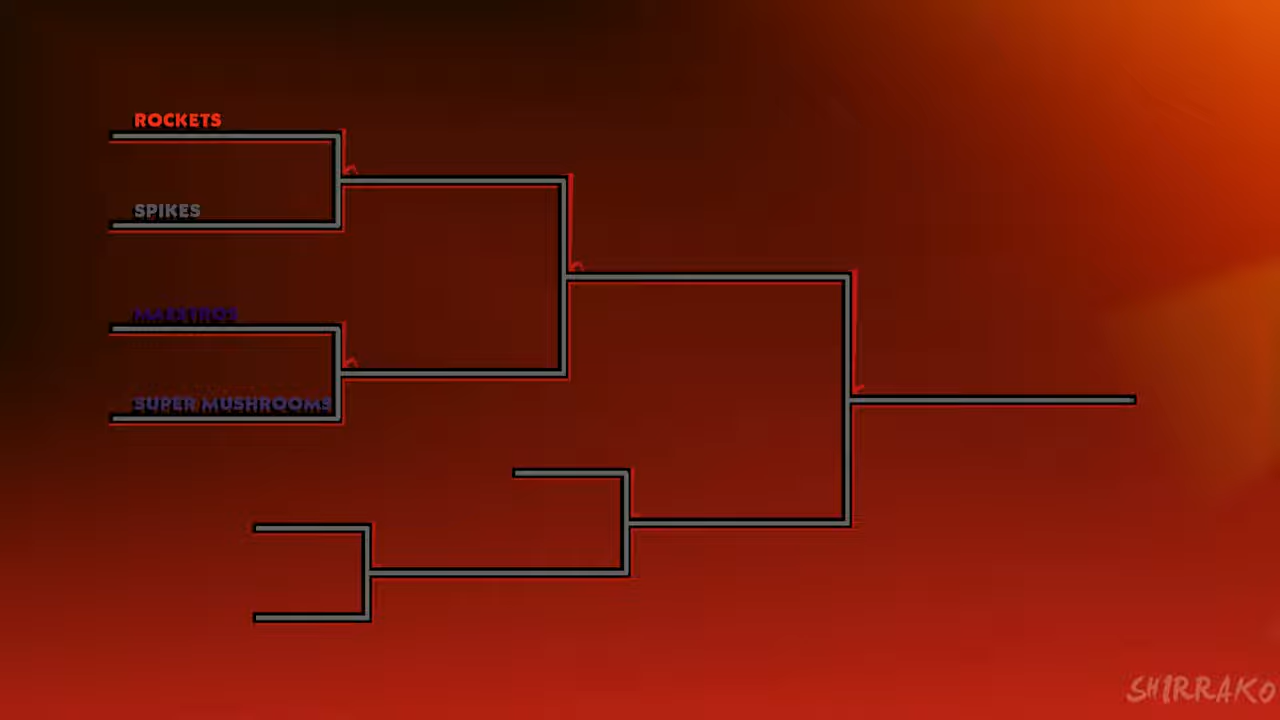 ROCKETS
SPIKES
MAESTROS
SUPER MUSHROOMS
SHIRRAKO